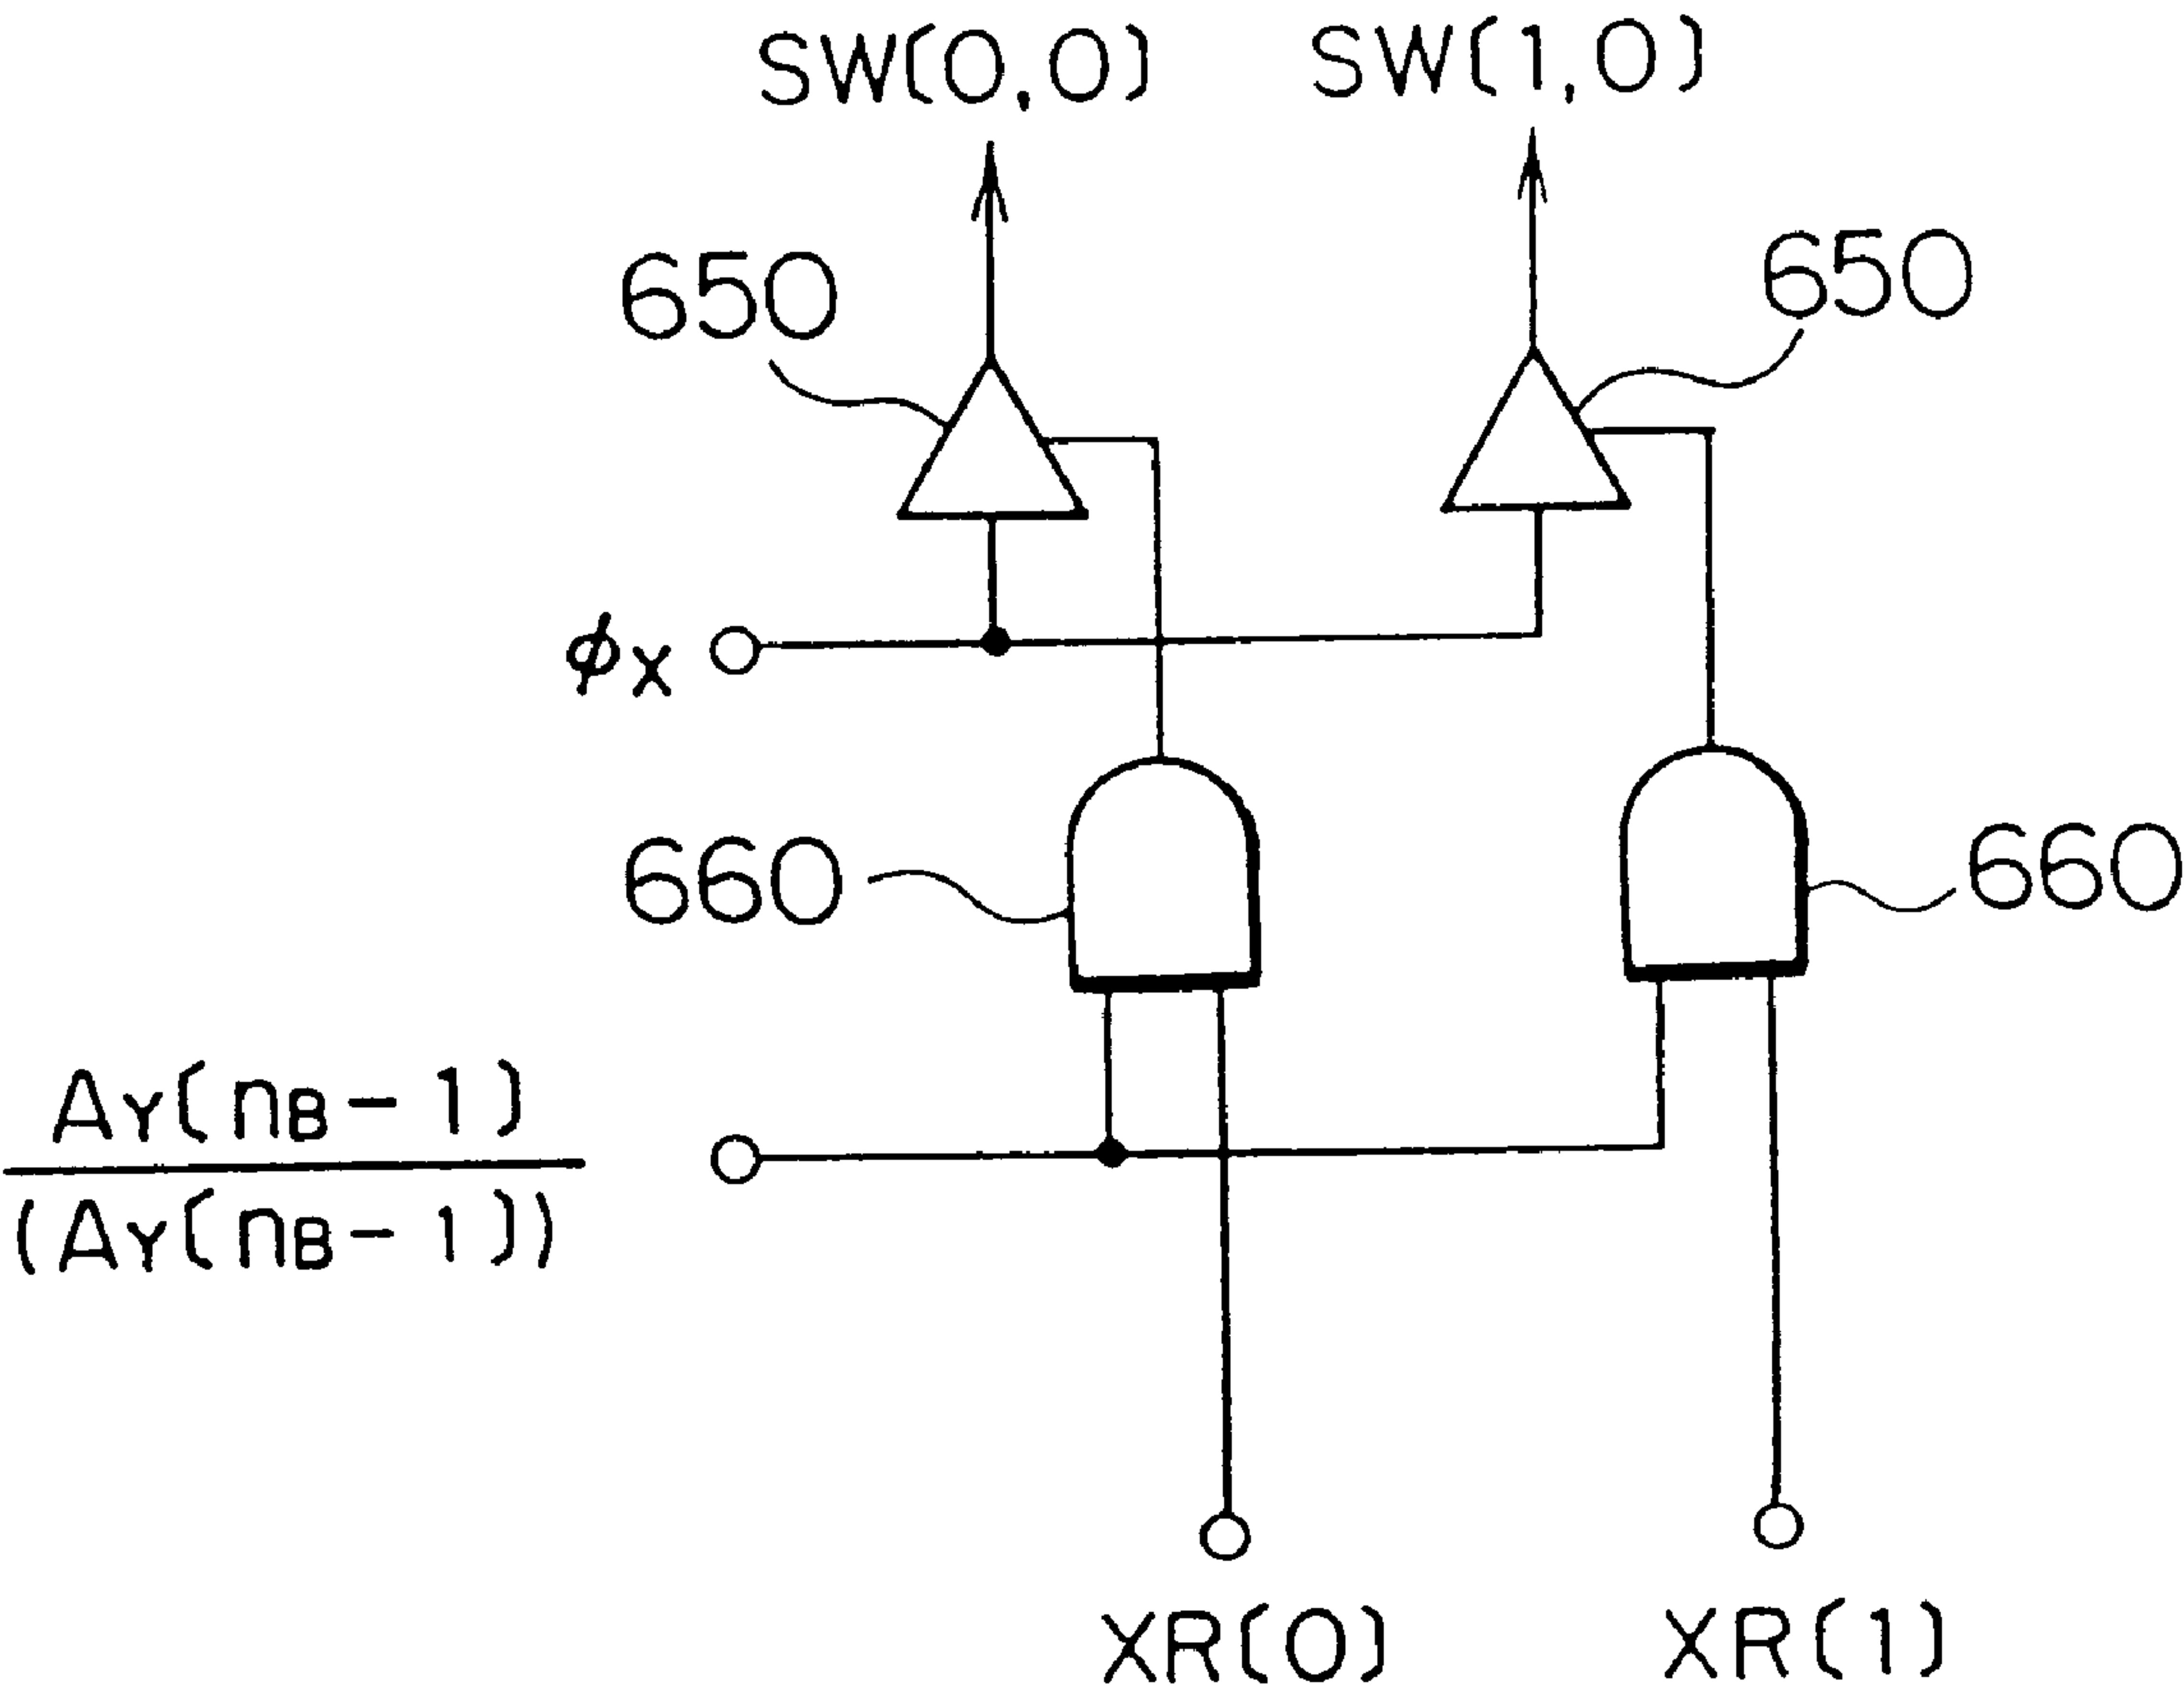 SW(0,0) SW(1,0)
650 650
ϕX
660 660
AY(nB-1)
(AY(nB-1))
XR(0) XR(1)